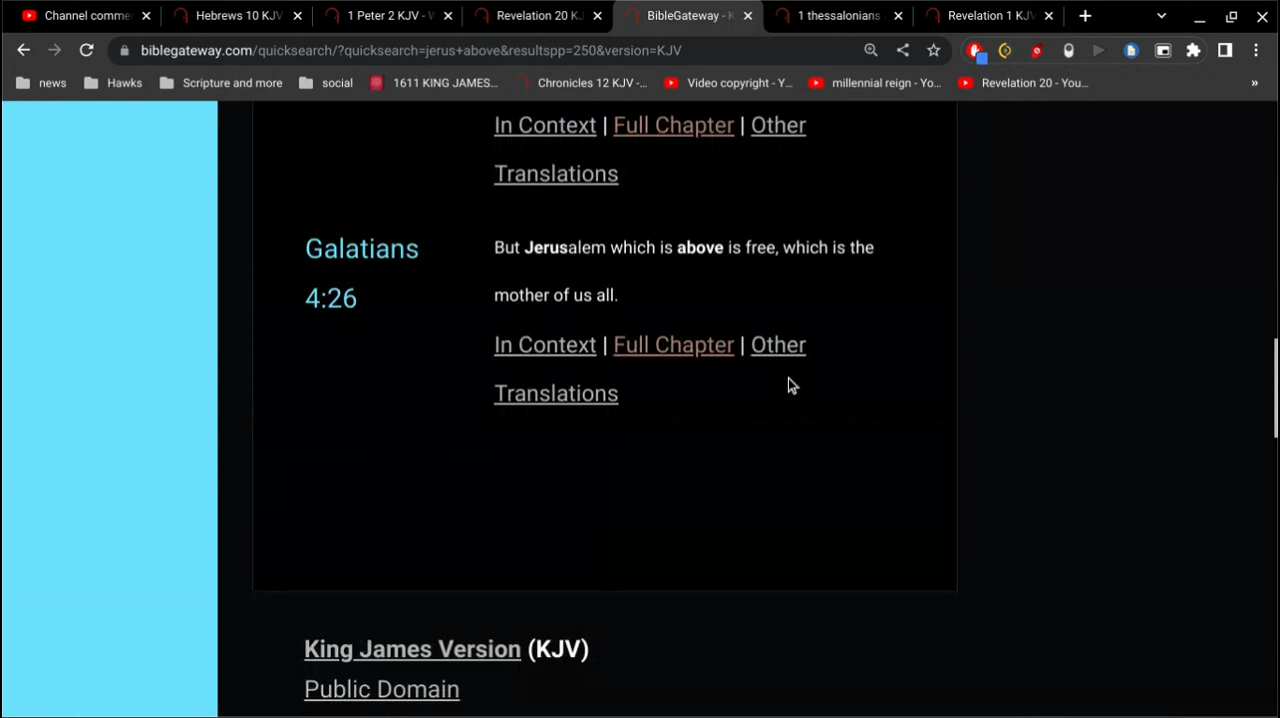 Channel comme
Hebrews 10 KJV
1 Peter 2 KJV - W
Revelation 20 KJ
BibleGateway - K
1 thessalonians
Revelation 1 KJV
biblegateway.com/quicksearch/?quicksearch=jerus+above&resultspp=250&version=KJV
news
Hawks
Scripture and more
social
1611 KING JAMES...
Chronicles 12 KJV -...
Video copyright - Y...
millennial reign - Yo...
Revelation 20 - You...
»
In Context | Full Chapter | Other
Translations
Galatians
4:26
But Jerusalem which is above is free, which is the
mother of us all.
In Context | Full Chapter | Other
Translations
King James Version (KJV)
Public Domain